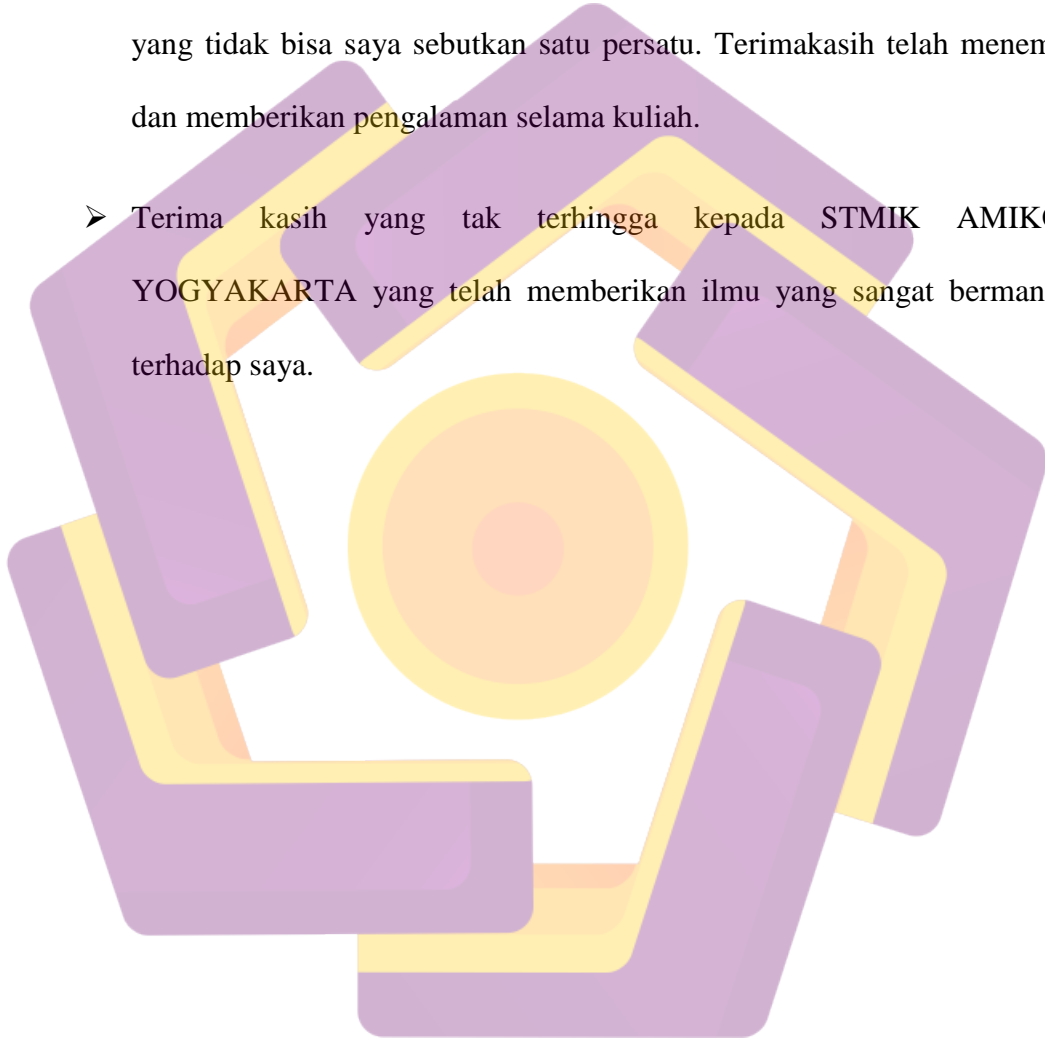 yang tidak bisa saya sebutkan satu persatu. Terimakasih telah menem
dan memberikan pengalaman selama kuliah.
➢ Terima kasih yang tak terhingga kepada STMIK AMIK
YOGYAKARTA yang telah memberikan ilmu yang sangat berman
terhadap saya.